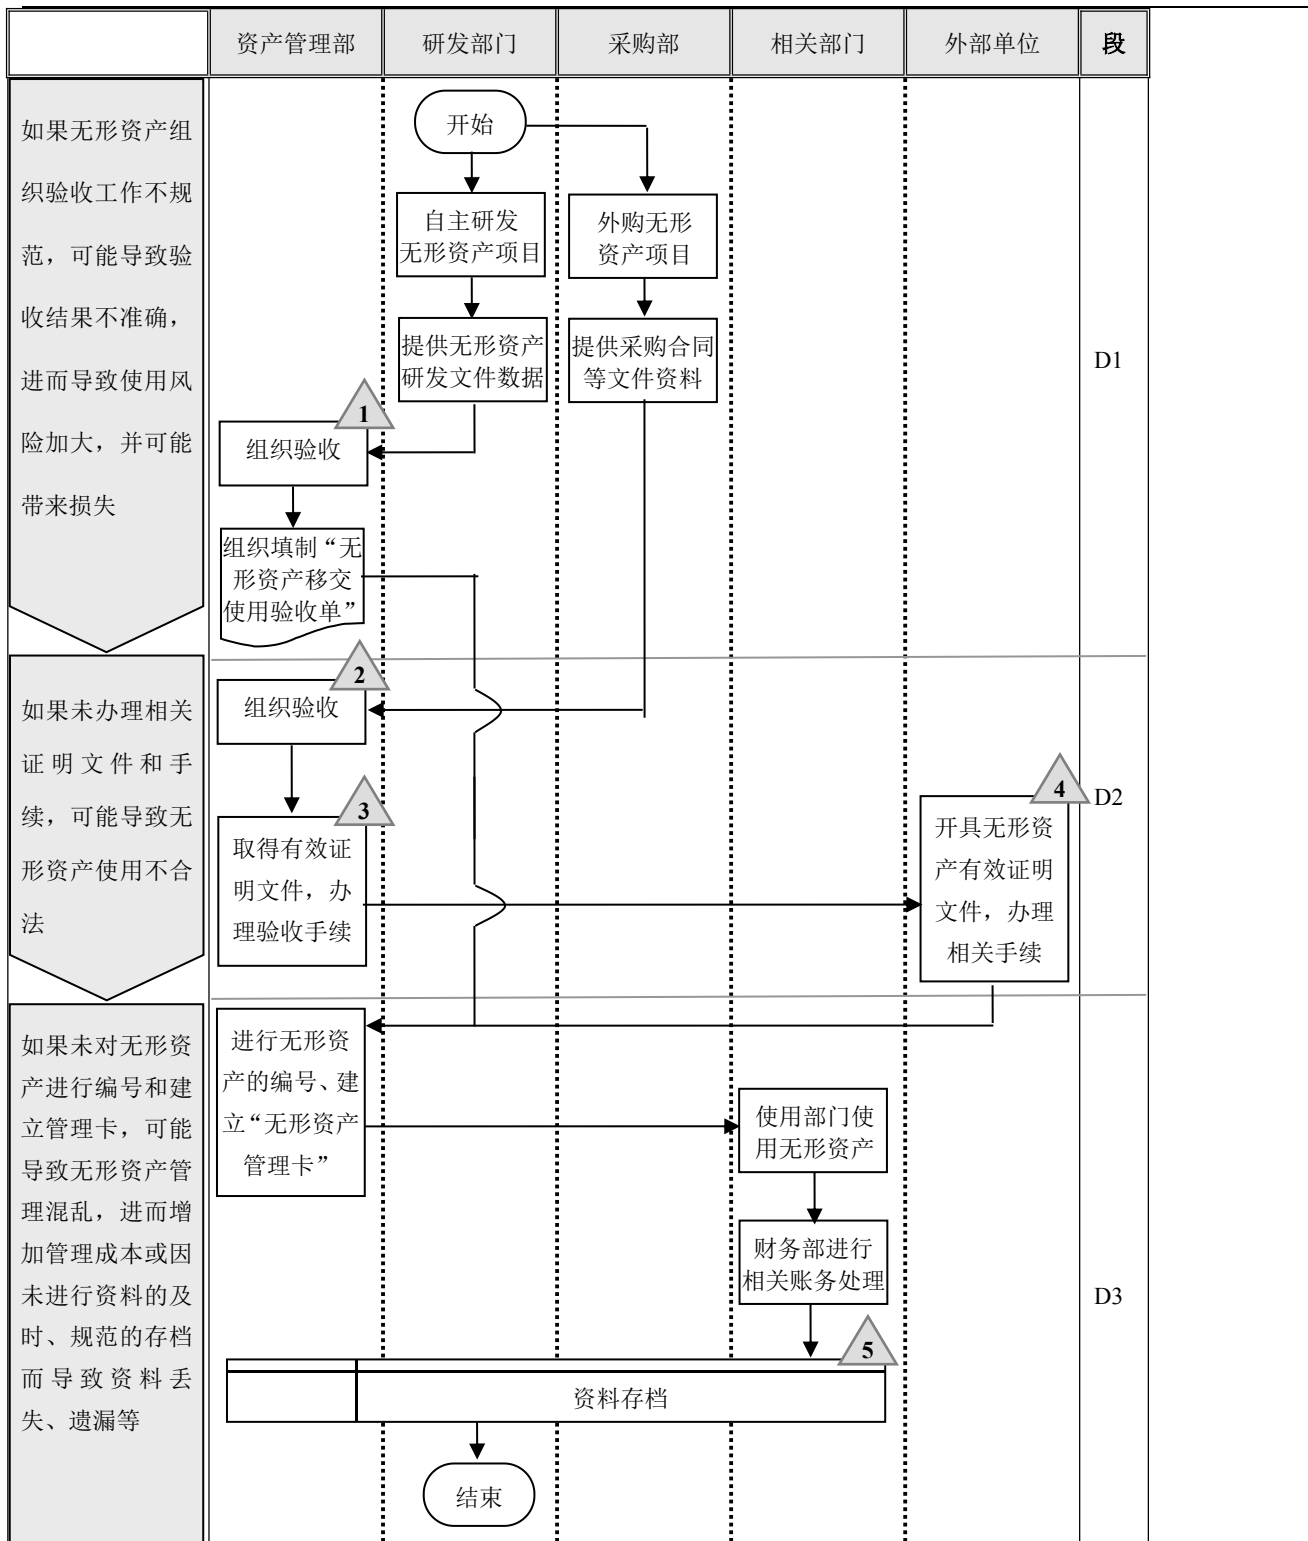 资产管理部
研发部门
采购部
相关部门
外部单位
段
如果无形资产组
织验收工作不规
范，可能导致验
收结果不准确，
进而导致使用风
险加大，并可能
带来损失
开始
自主研发
无形资产项目
外购无形
资产项目
提供无形资产
研发文件数据
提供采购合同
等文件资料
D1
1
组织验收
组织填制“无
形资产移交
使用验收单”
如果未办理相关
证明文件和手
续，可能导致无
形资产使用不合
法
2
组织验收
3
取得有效证
明文件，办
理验收手续
4
开具无形资
产有效证明
文件，办理
相关手续
D2
如果未对无形资
产进行编号和建
立管理卡，可能
导致无形资产管
理混乱，进而增
加管理成本或因
未进行资料的及
时、规范的存档
而导致资料丢
失、遗漏等
进行无形资
产的编号、建
立“无形资产
管理卡”
使用部门使
用无形资产
财务部进行
相关账务处理
D3
5
资料存档
结束